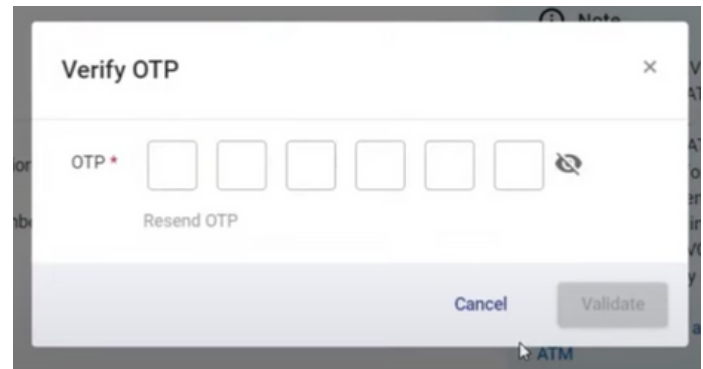 Note
Verify OTP
OTP *
Resend OTP
Cancel
Validate
ATM